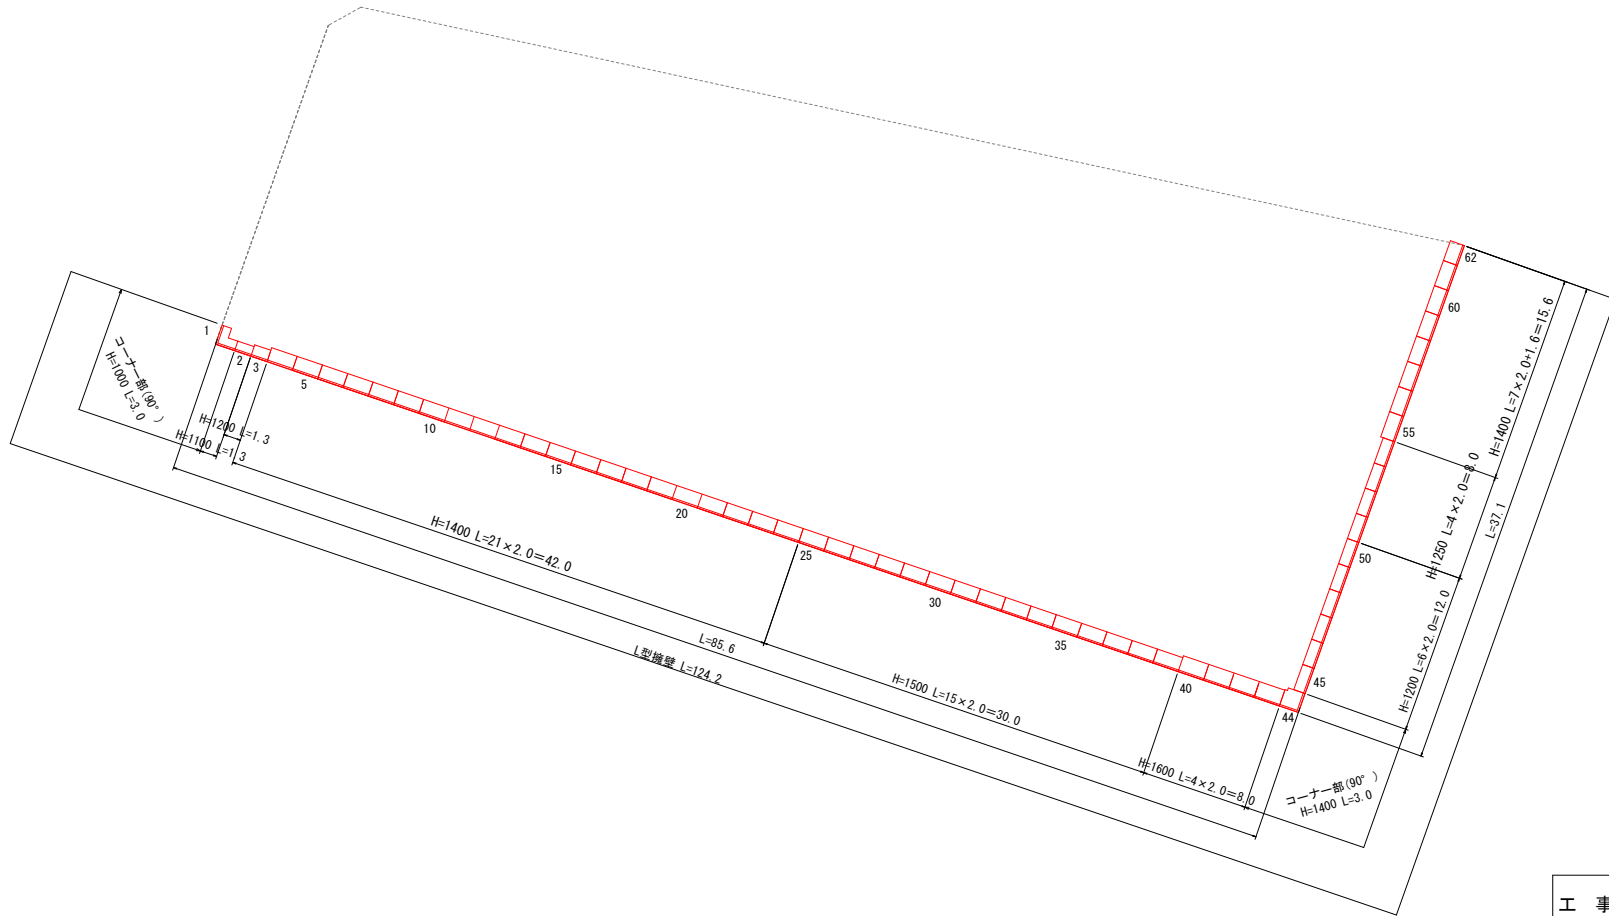 1
2
3
5
10
15
20
25
30
35
40
44
45
50
55
60
62
コーナー部(90°)
H=1000 L=3.0
H=1200 L=1.3
H=1100 L=1.3
H=1400 L=21×2.0=42.0
L=85.6
L型擁壁 L=124.2
H=1500 L=15×2.0=30.0
H=1600 L=4×2.0=8.0
コーナー部(90°)
H=1400 L=3.0
H=1200 L=6×2.0=12.0
H=1250 L=4×2.0=8.0
H=1400 L=7×2.0+1.6=15.6
L=37.1
工 事